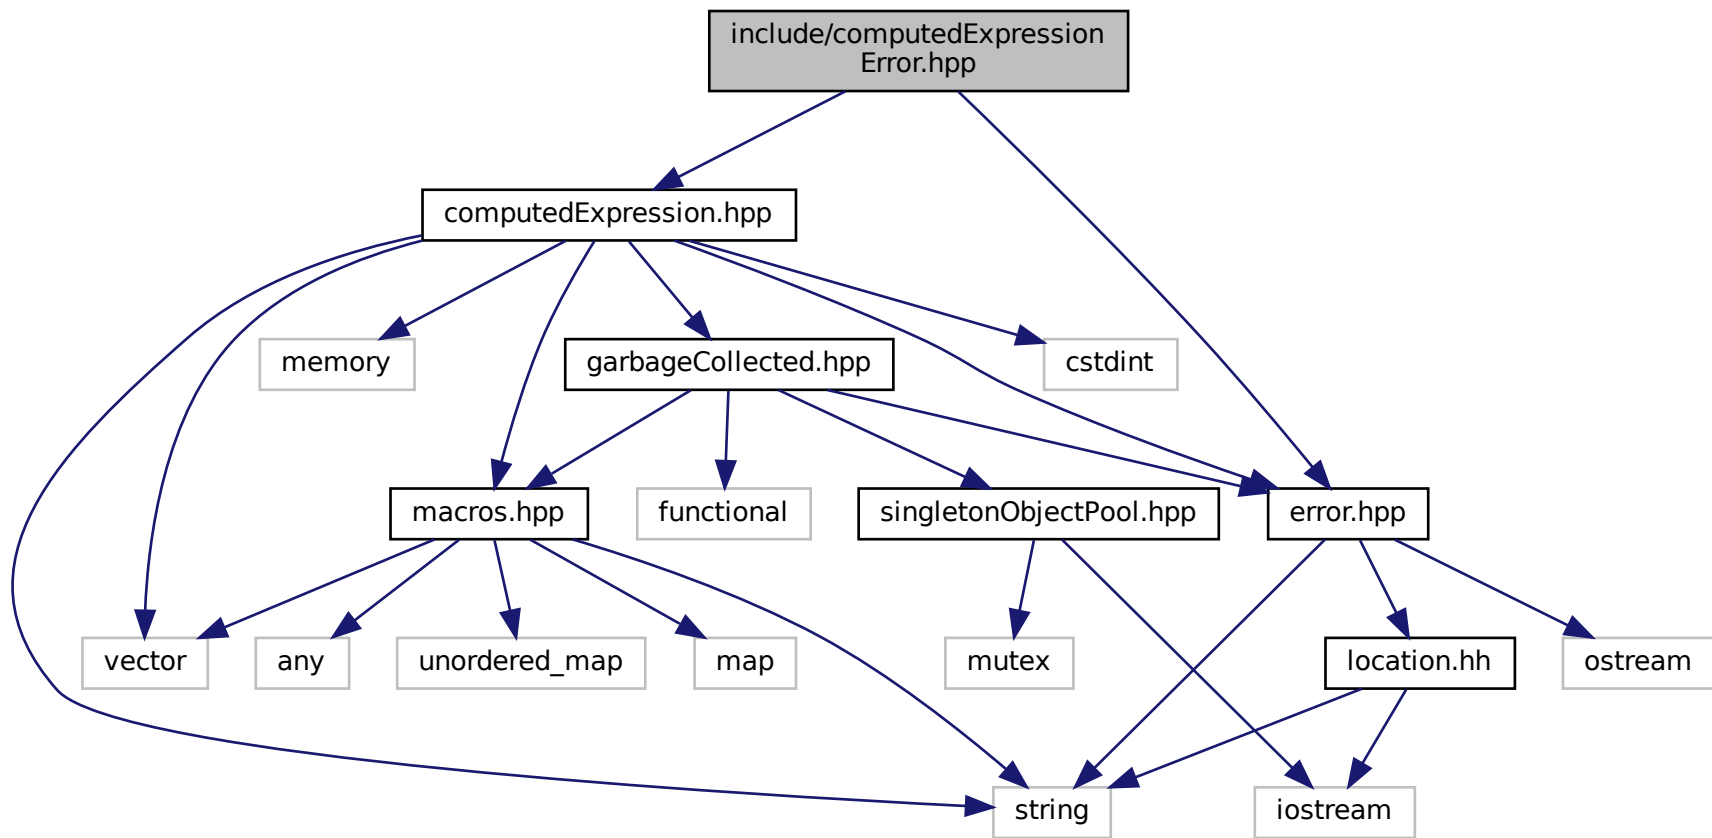 include/computedExpression
Error.hpp
computedExpression.hpp
memory
garbageCollected.hpp
cstdint
macros.hpp
functional
singletonObjectPool.hpp
error.hpp
vector
any
unordered_map
map
mutex
location.hh
ostream
string
iostream